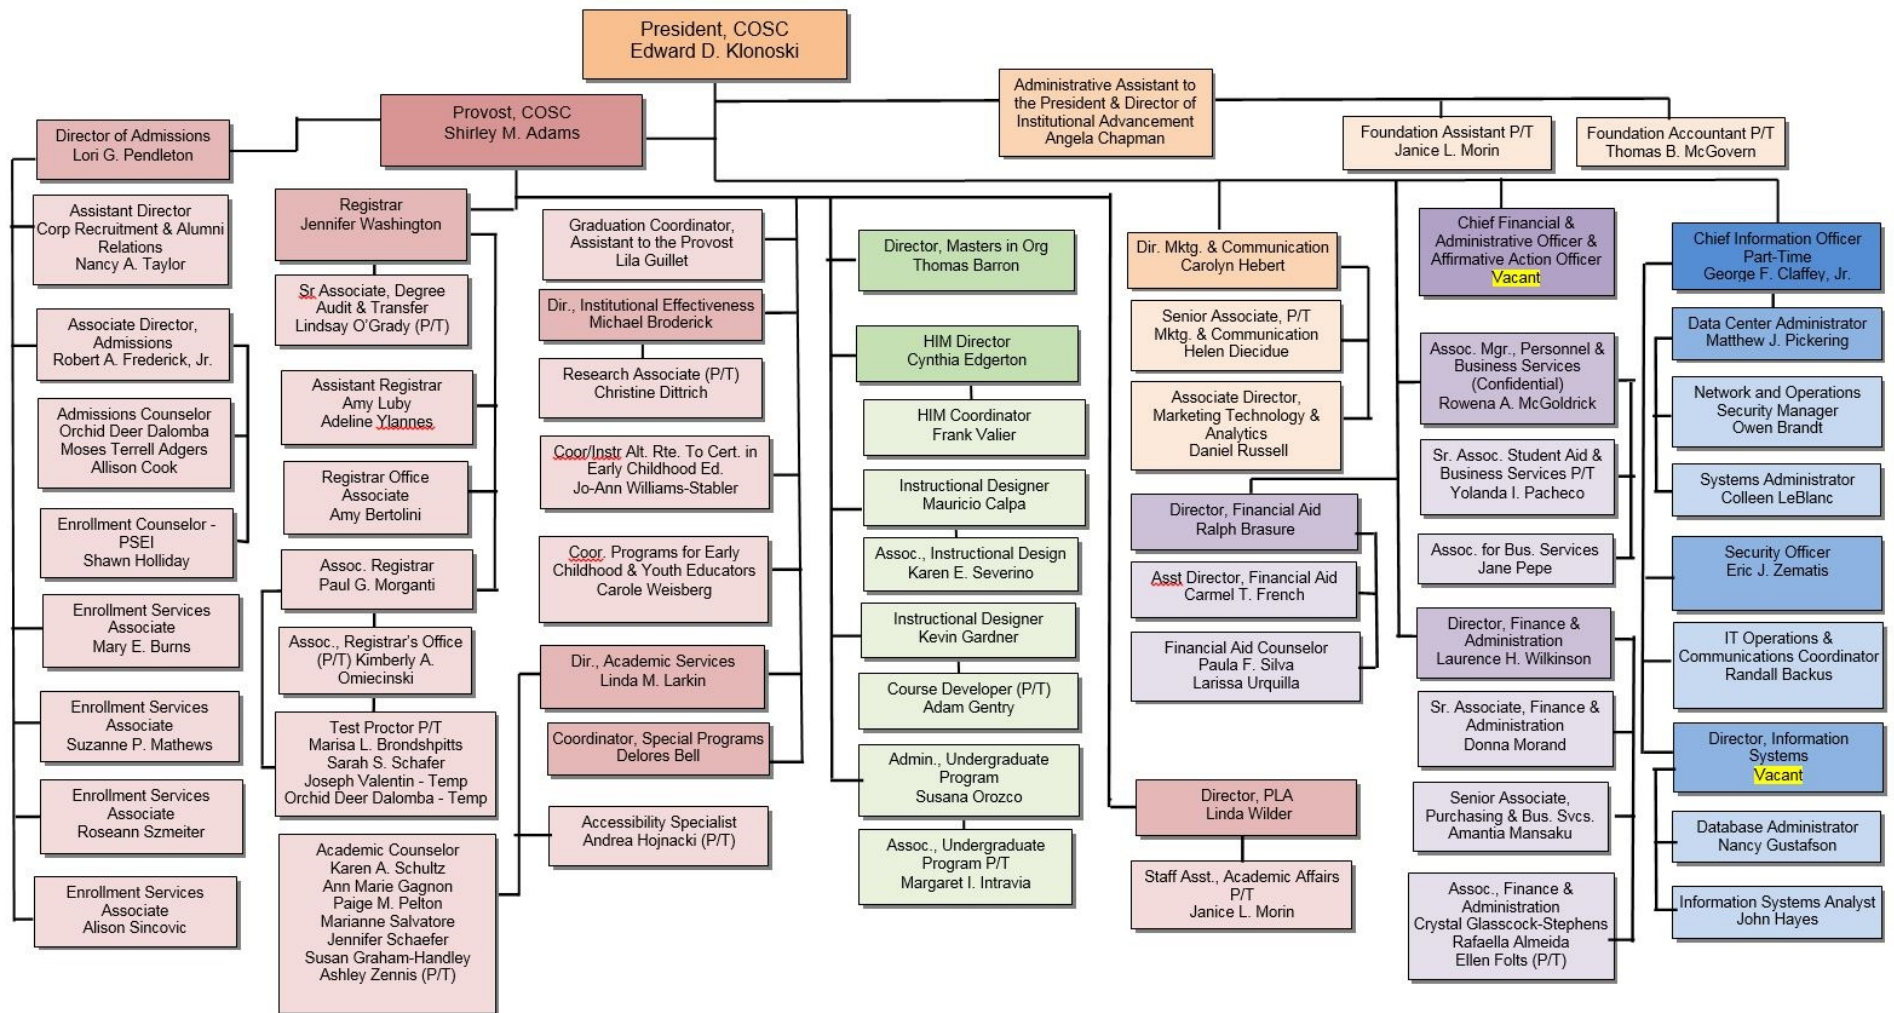 President, COSC
Edward D. Klonoski
Administrative Assistant to
the President & Director of
Institutional Advancement
Angela Chapman
Provost, COSC
Shirley M. Adams
Foundation Assistant P/T
Janice L. Morin
Foundation Accountant P/T
Thomas B. McGovern
Director of Admissions
Lori G. Pendleton
Assistant Director
Corp Recruitment & Alumni
Relations
Nancy A. Taylor
Associate Director,
Admissions
Robert A. Frederick, Jr.
Admissions Counselor
Orchid Deer Dalomba
Moses Terrell Adgers
Allison Cook
Enrollment Counselor -
PSEI
Shawn Holliday
Enrollment Services
Associate
Mary E. Burns
Enrollment Services
Associate
Suzanne P. Mathews
Enrollment Services
Associate
Roseann Szmeiter
Enrollment Services
Associate
Alison Sincovic
Registrar
Jennifer Washington
Sr Associate, Degree
Audit & Transfer
Lindsay O'Grady (P/T)
Assistant Registrar
Amy Luby
Adeline Ylannes
Registrar Office
Associate
Amy Bertolini
Assoc. Registrar
Paul G. Morganti
Assoc., Registrar's Office
(P/T) Kimberly A.
Omiecinski
Test Proctor P/T
Marisa L. Brondshpitts
Sarah S. Schafer
Joseph Valentin - Temp
Orchid Deer Dalomba - Temp
Academic Counselor
Karen A. Schultz
Ann Marie Gagnon
Paige M. Pelton
Marianne Salvatore
Jennifer Schaefer
Susan Graham-Handley
Ashley Zennis (P/T)
Graduation Coordinator,
Assistant to the Provost
Lila Guillet
Dir., Institutional Effectiveness
Michael Broderick
Research Associate (P/T)
Christine Dittrich
Coor/Instr Alt. Rte. To Cert. in
Early Childhood Ed.
Jo-Ann Williams-Stabler
Coor. Programs for Early
Childhood & Youth Educators
Carole Weisberg
Dir., Academic Services
Linda M. Larkin
Coordinator, Special Programs
Delores Bell
Accessibility Specialist
Andrea Hojnacki (P/T)
Director, Masters in Org
Thomas Barron
HIM Director
Cynthia Edgerton
HIM Coordinator
Frank Valier
Instructional Designer
Mauricio Calpa
Assoc., Instructional Design
Karen E. Severino
Instructional Designer
Kevin Gardner
Course Developer (P/T)
Adam Gentry
Admin., Undergraduate
Program
Susana Orozco
Assoc., Undergraduate
Program P/T
Margaret I. Intravia
Dir. Mktg. & Communication
Carolyn Hebert
Senior Associate, P/T
Mktg. & Communication
Helen Diecidue
Associate Director,
Marketing Technology &
Analytics
Daniel Russell
Director, Financial Aid
Ralph Brasure
Asst Director, Financial Aid
Carmel T. French
Financial Aid Counselor
Paula F. Silva
Larissa Urquilla
Director, PLA
Linda Wilder
Staff Asst., Academic Affairs
P/T
Janice L. Morin
Chief Financial &
Administrative Officer &
Affirmative Action Officer
Vacant
Assoc. Mgr., Personnel &
Business Services
(Confidential)
Rowena A. McGoldrick
Sr. Assoc. Student Aid &
Business Services P/T
Yolanda I. Pacheco
Assoc. for Bus. Services
Jane Pepe
Director, Finance &
Administration
Laurence H. Wilkinson
Sr. Associate, Finance &
Administration
Donna Morand
Senior Associate,
Purchasing & Bus. Svcs.
Amantia Mansaku
Assoc., Finance &
Administration
Crystal Glasscock-Stephens
Rafaella Almeida
Ellen Folts (P/T)
Chief Information Officer
Part-Time
George F. Claffey, Jr.
Data Center Administrator
Matthew J. Pickering
Network and Operations
Security Manager
Owen Brandt
Systems Administrator
Colleen LeBlanc
Security Officer
Eric J. Zematis
IT Operations &
Communications Coordinator
Randall Backus
Director, Information
Systems
Vacant
Database Administrator
Nancy Gustafson
Information Systems Analyst
John Hayes